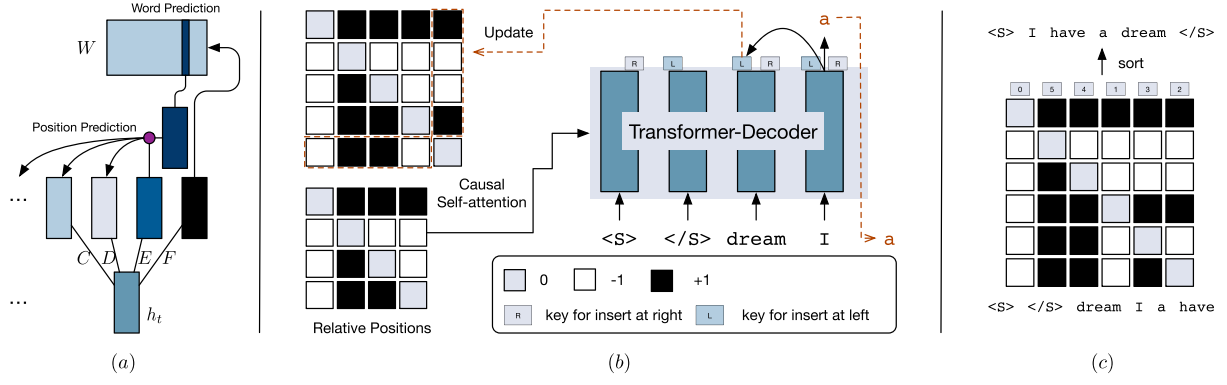 Word Prediction
W
Position Prediction
...
C D E F
...
h_t
(a)
Update
a
R L L R L R
Transformer-Decoder
Causal
Self-attention
<S> </S> dream I a
0 -1 +1
R key for insert at right L key for insert at left
Relative Positions
(b)
<S> I have a dream </S>
sort
0 5 4 1 3 2
<S> </S> dream I a have
(c)